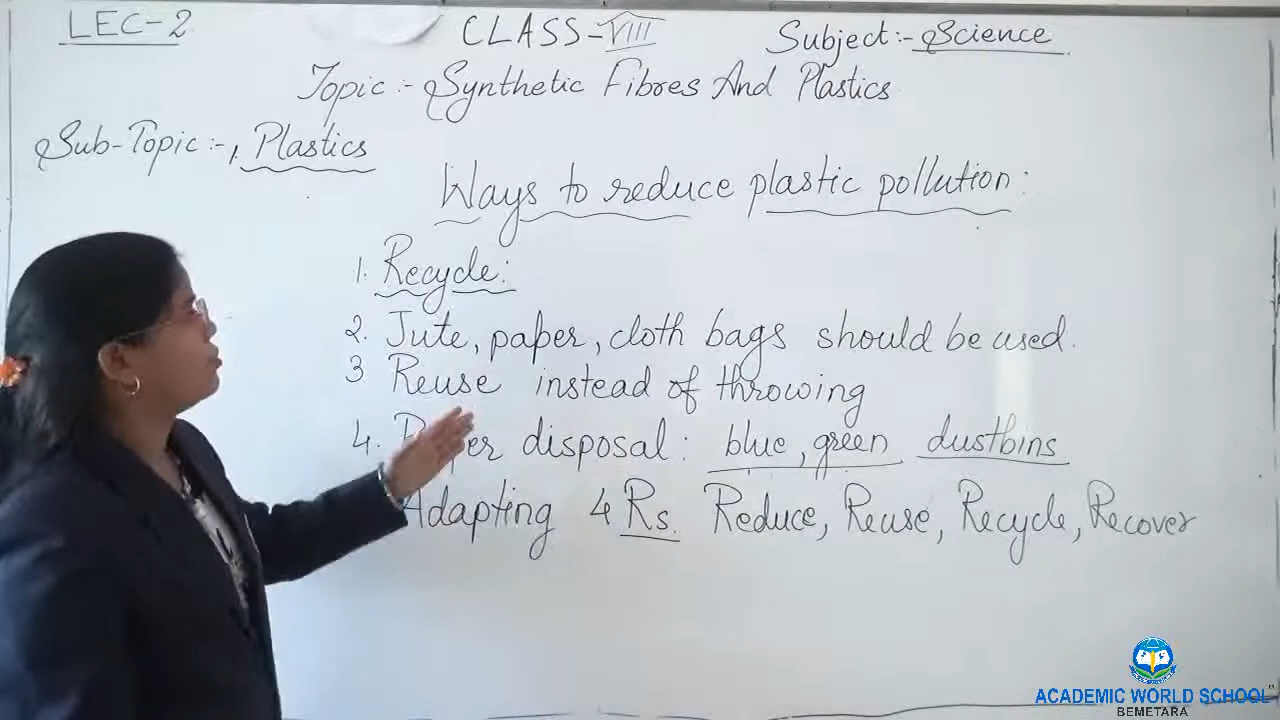 LEC-2
CLASS-VIII
Subject:- Science
Topic:- Synthetic Fibres And Plastics
Sub-Topic:-1. Plastics
Ways to reduce plastic pollution:
1. Recycle:
2. Jute, paper, cloth bags should be used.
3 Reuse instead of throwing
4. disposal: blue, green dustbins
Adapting 4 Rs. Reduce, Reuse, Recycle, Recover
ACADEMIC WORLD SCHOOL"
BEMETARA